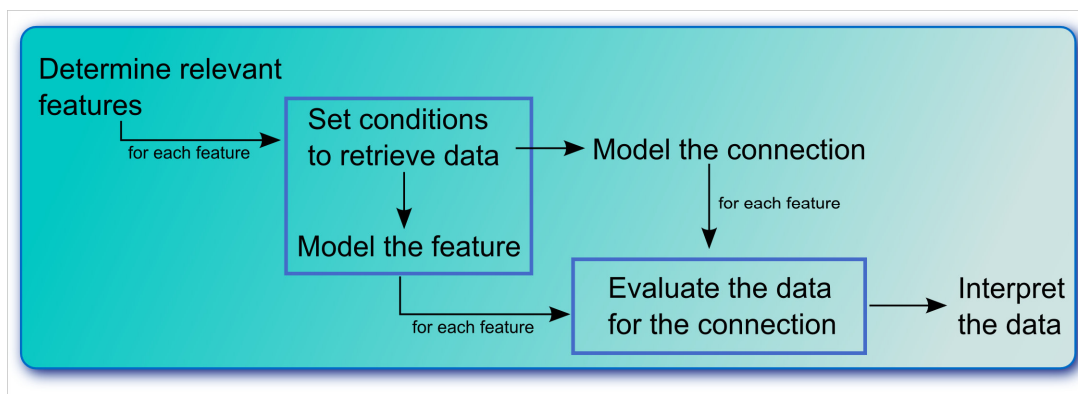 Determine relevant
features
for each feature
Set conditions
to retrieve data
Model the feature
Model the connection
for each feature
for each feature
Evaluate the data
for the connection
Interpret
the data